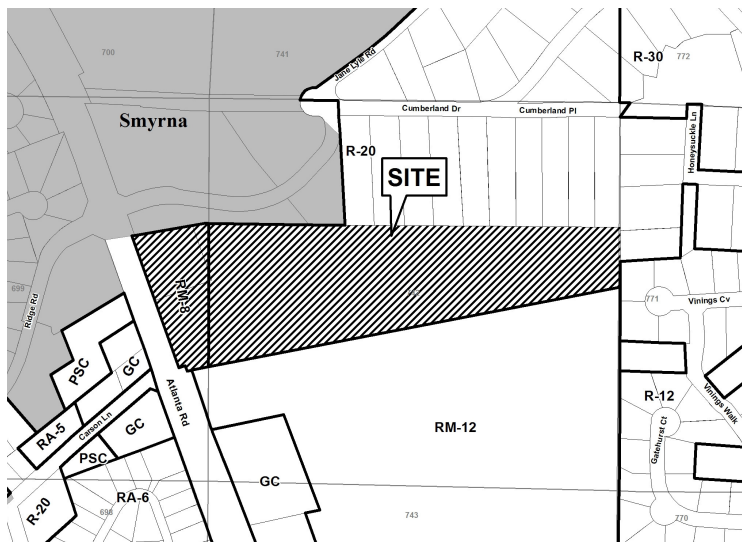 700
741
Jane Lyle Rd
R-30
772
Smyrna
Cumberland Dr
Cumberland Pl
Honeysuckle Ln
R-20
SITE
RM-8
699
Ridge Rd
771
Vinings Cv
PSC
GC
Atlanta Rd
R-12
Vinings Walk
RA-5
Carson Ln
GC
RM-12
Gatehurst Ct
PSC
GC
R-20
RA-6
698
743
770